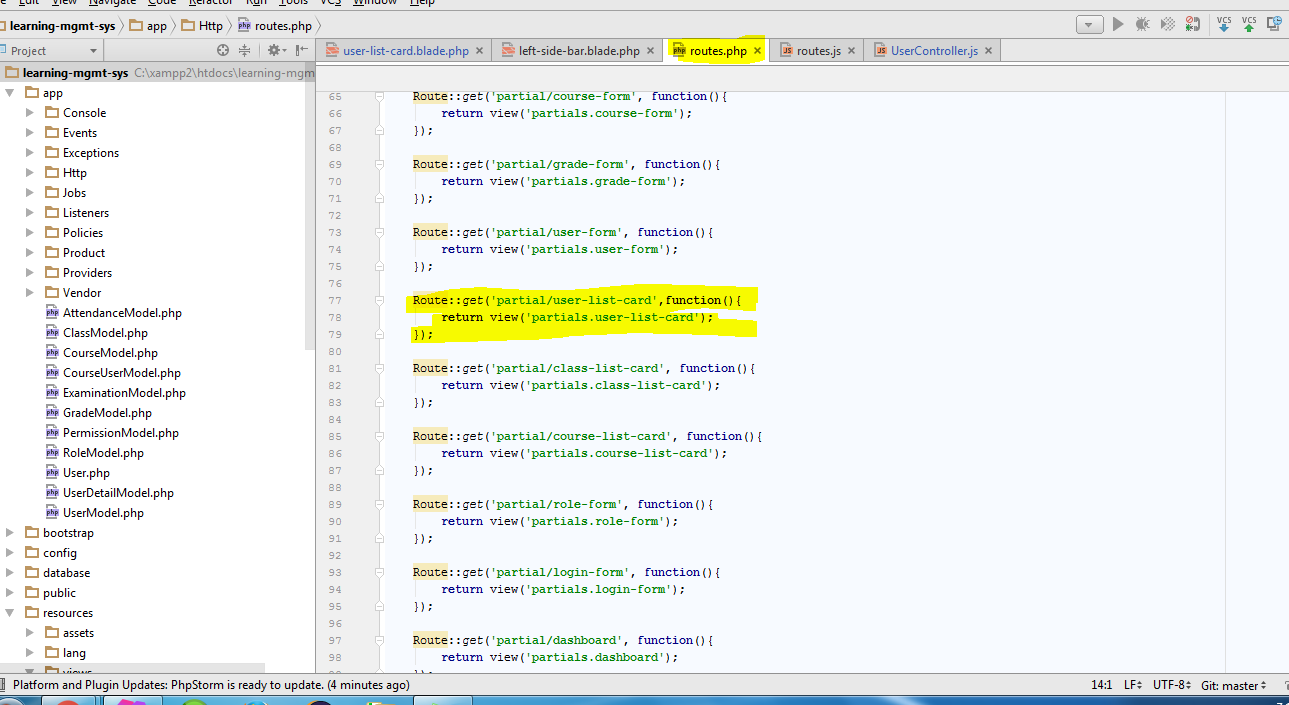 Edit View Navigate Code Refactor Run Tools VCS Window Help
learning-mgmt-sys app Http routes.php
VCS VCS
Project
user-list-card.blade.php left-side-bar.blade.php routes.php routes.js UserController.js
learning-mgmt-sys C:\xampp2\htdocs\learning-mgm
app
Console
Events
Exceptions
Http
Jobs
Listeners
Policies
Product
Providers
Vendor
AttendanceModel.php
ClassModel.php
CourseModel.php
CourseUserModel.php
ExaminationModel.php
GradeModel.php
PermissionModel.php
RoleModel.php
User.php
UserDetailModel.php
UserModel.php
bootstrap
config
database
public
resources
assets
lang
views
65 Route::get('partial/course-form', function(){
66 return view('partials.course-form');
67 });
68
69 Route::get('partial/grade-form', function(){
70 return view('partials.grade-form');
71 });
72
73 Route::get('partial/user-form', function(){
74 return view('partials.user-form');
75 });
76
77 Route::get('partial/user-list-card',function(){
78 return view('partials.user-list-card');
79 });
80
81 Route::get('partial/class-list-card', function(){
82 return view('partials.class-list-card');
83 });
84
85 Route::get('partial/course-list-card', function(){
86 return view('partials.course-list-card');
87 });
88
89 Route::get('partial/role-form', function(){
90 return view('partials.role-form');
91 });
92
93 Route::get('partial/login-form', function(){
94 return view('partials.login-form');
95 });
96
97 Route::get('partial/dashboard', function(){
98 return view('partials.dashboard');
Platform and Plugin Updates: PhpStorm is ready to update. (4 minutes ago) 14:1 LF UTF-8 Git: master